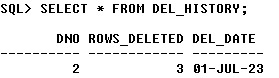 SQL> SELECT * FROM DEL_HISTORY;
DNO ROWS_DELETED DEL_DATE
---------- ------------ ---------
2 3 01-JUL-23